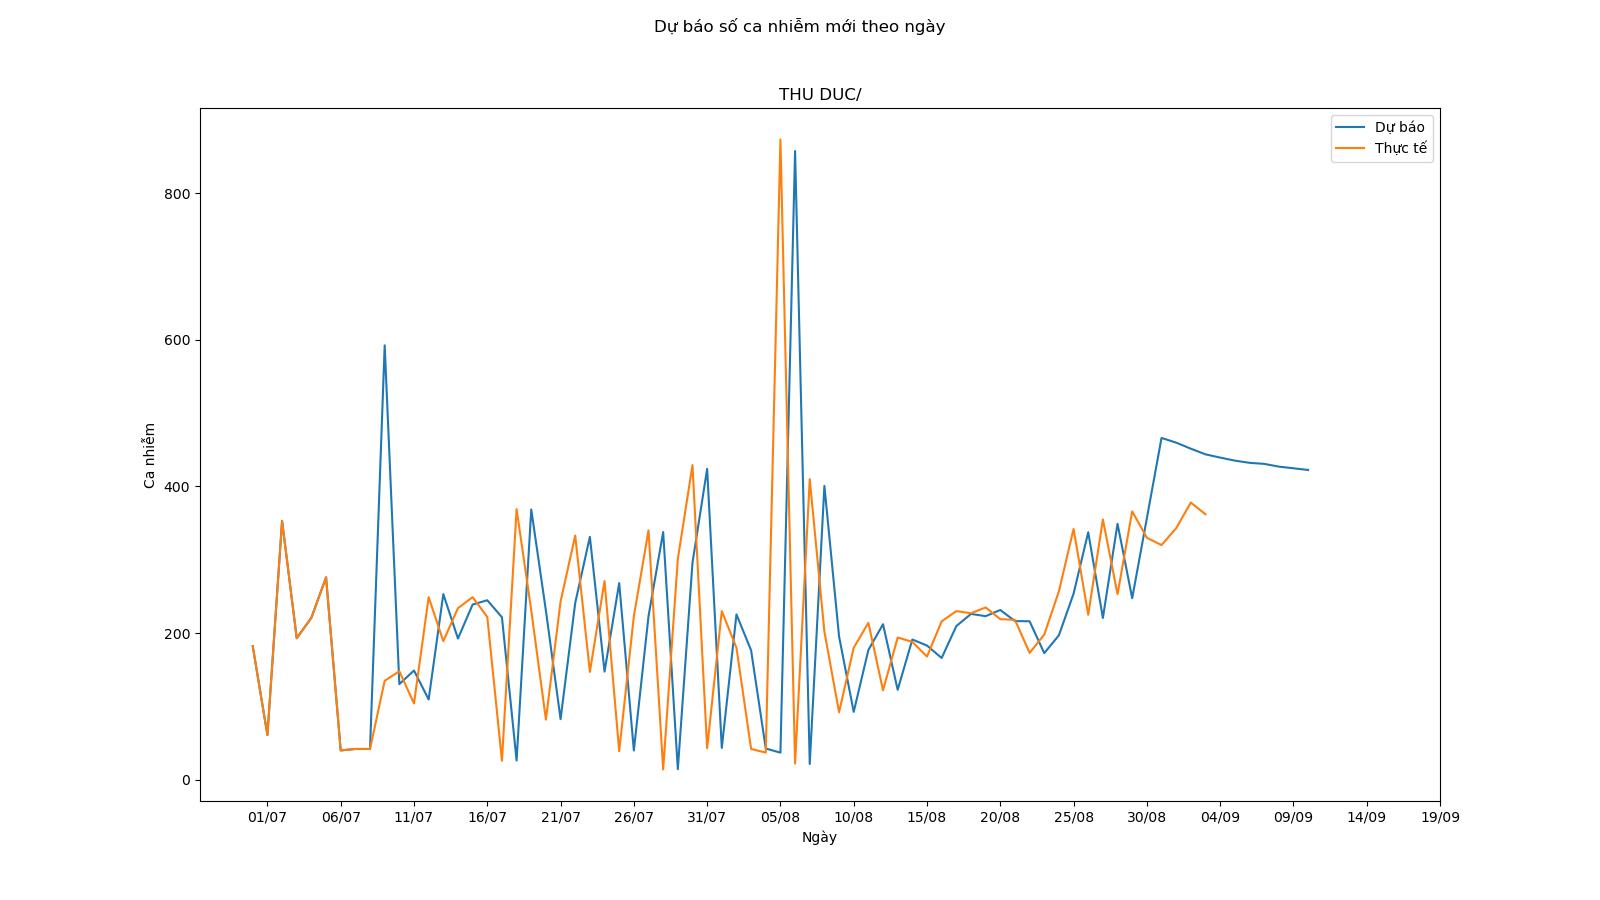 Dự báo số ca nhiễm mới theo ngày
THU DUC/
Dự báo
Thực tế
800
600
400
200
0
Ca nhiễm
01/07 06/07 11/07 16/07 21/07 26/07 31/07 05/08 10/08 15/08 20/08 25/08 30/08 04/09 09/09 14/09 19/09
Ngày